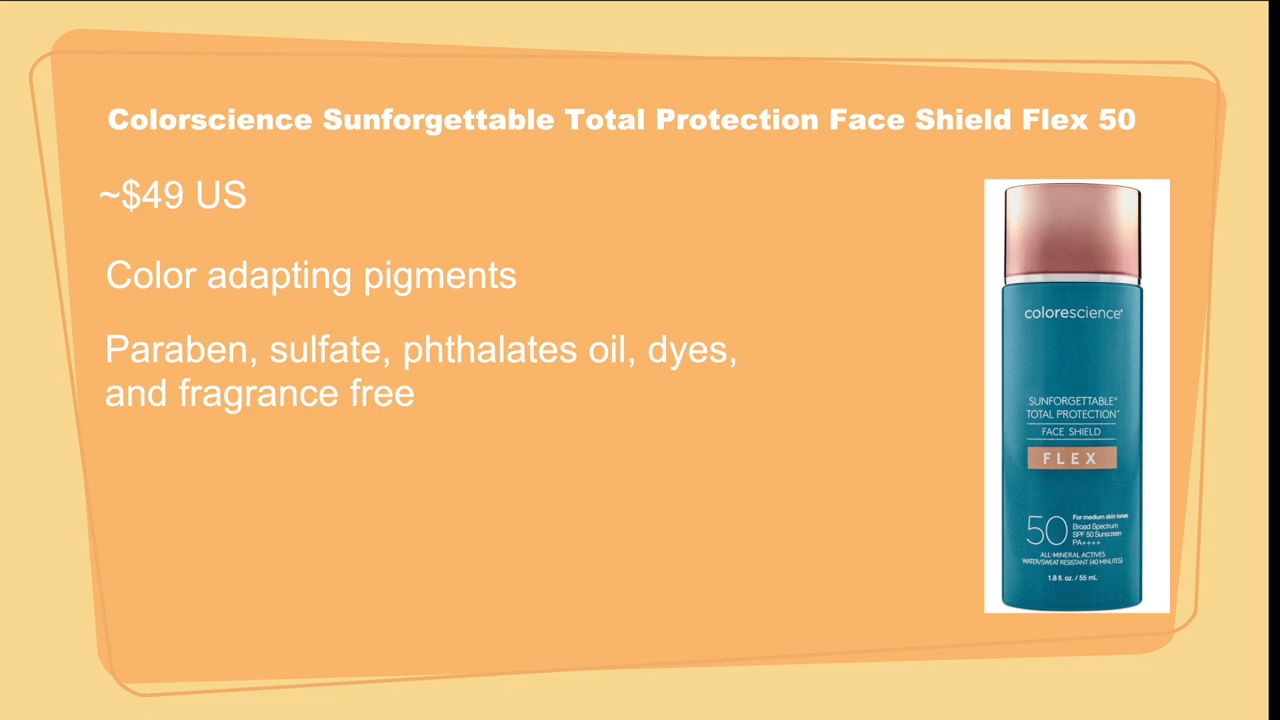 Colorscience Sunforgettable Total Protection Face Shield Flex 50
~$49 US
Color adapting pigments
Paraben, sulfate, phthalates oil, dyes,
and fragrance free
colorescience®
SUNFORGETTABLE®
TOTAL PROTECTION™
FACE SHIELD
FLEX
50
For medium skin tones
Broad Spectrum
SPF 50 Sunscreen
PA++++
ALL-MINERAL ACTIVES
WATER/SWEAT RESISTANT (40 MINUTES)
1.8 fl. oz. / 55 mL